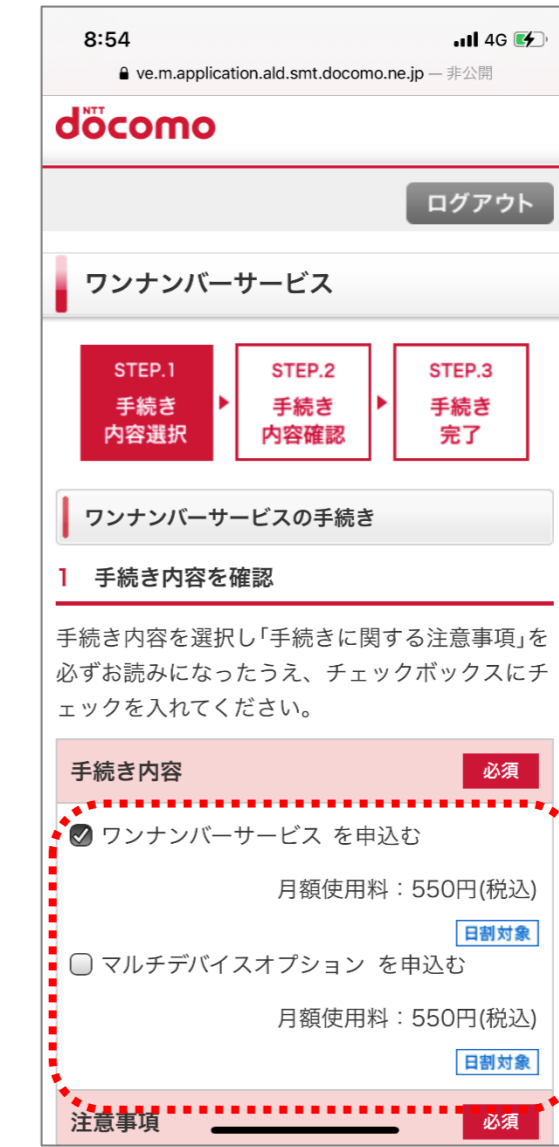 8:54 4G
ve.m.application.ald.smt.docomo.ne.jp — 非公開
NTT
döcomo
ログアウト
ワンナンバーサービス
STEP.1
手続き
内容選択
STEP.2
手続き
内容確認
STEP.3
手続き
完了
ワンナンバーサービスの手続き
1 手続き内容を確認
手続き内容を選択し「手続きに関する注意事項」を
必ずお読みになったうえ、チェックボックスにチ
ェックを入れてください。
手続き内容 必須
ワンナンバーサービス を申込む
月額使用料：550円(税込)
日割対象
マルチデバイスオプション を申込む
月額使用料：550円(税込)
日割対象
注意事項 必須